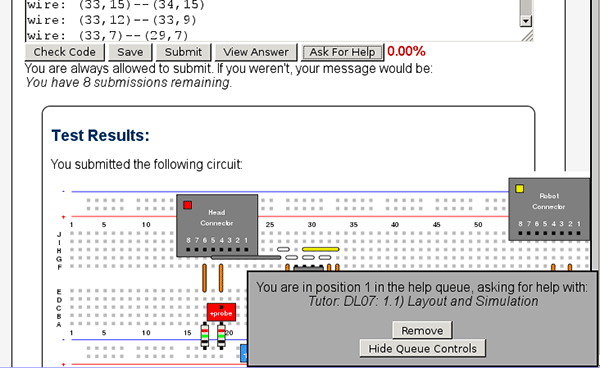 wire: (33,15)--(34,15)
wire: (33,12)--(33,9)
wire: (33,7)--(29,7)
Check Code Save Submit View Answer Ask For Help 0.00%
You are always allowed to submit. If you weren't, your message would be:
You have 8 submissions remaining.
Test Results:
You submitted the following circuit:
Head
Connector
8 7 6 5 4 3 2 1
Robot
Connector
8 7 6 5 4 3 2 1
- +
1 5 10 25 30 35 40 45 50
J
I
H
G
F
E
D
C
B
A
+probe
1 5 10 15
- +
You are in position 1 in the help queue, asking for help with:
Tutor: DL07: 1.1) Layout and Simulation
Remove
Hide Queue Controls